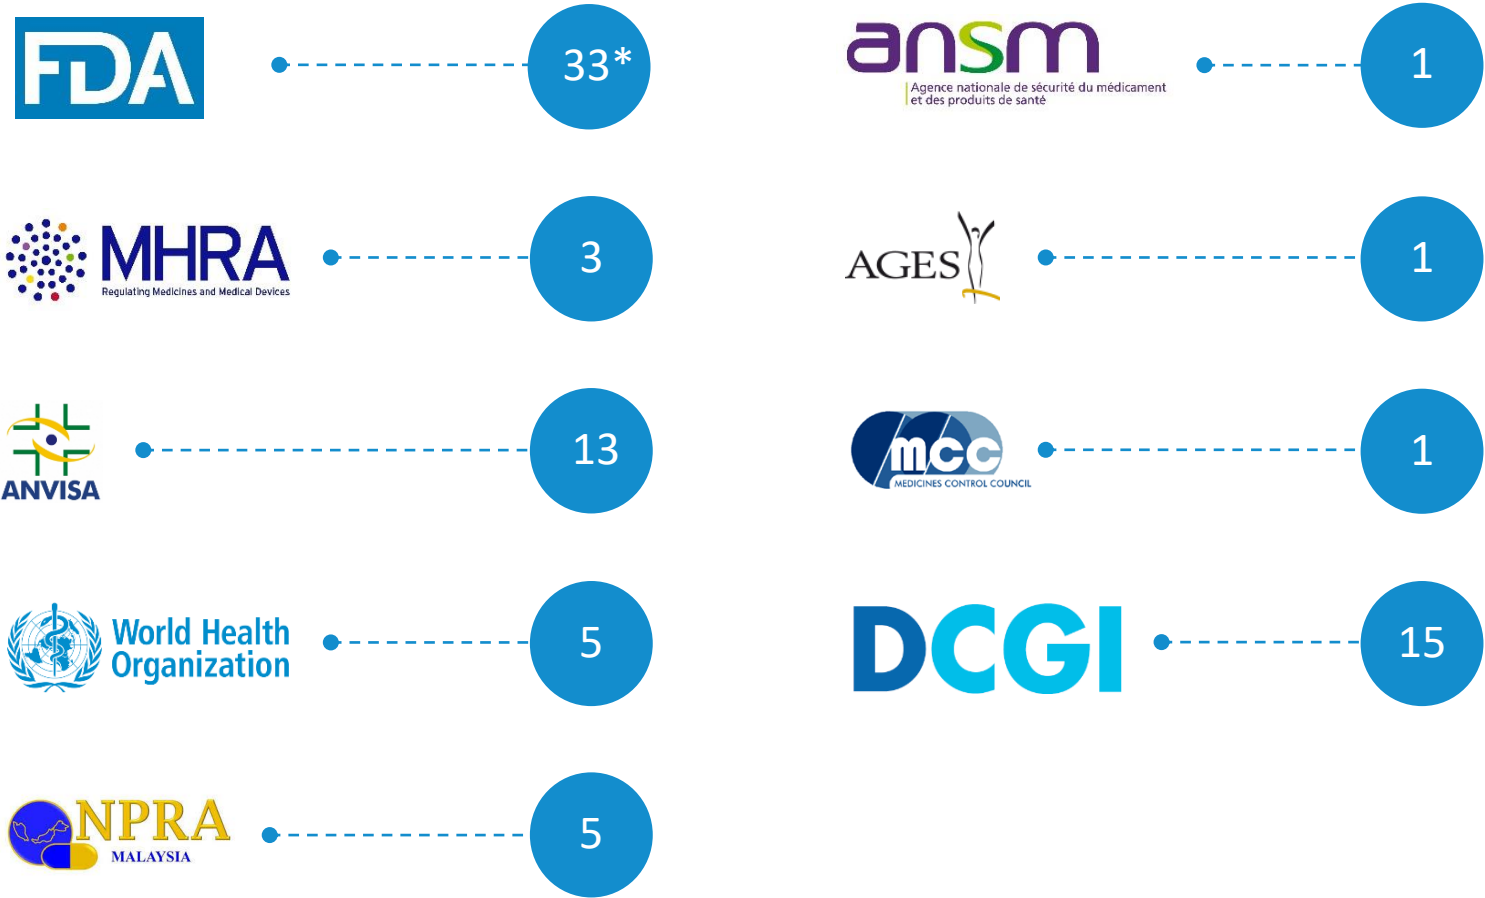 FDA
33*
ansm
Agence nationale de sécurité du médicament
et des produits de santé
1
MHRA
Regulating Medicines and Medical Devices
3
AGES
1
ANVISA
13
mcc
MEDICINES CONTROL COUNCIL
1
World Health
Organization
5
DCGI
15
NPRA
MALAYSIA
5